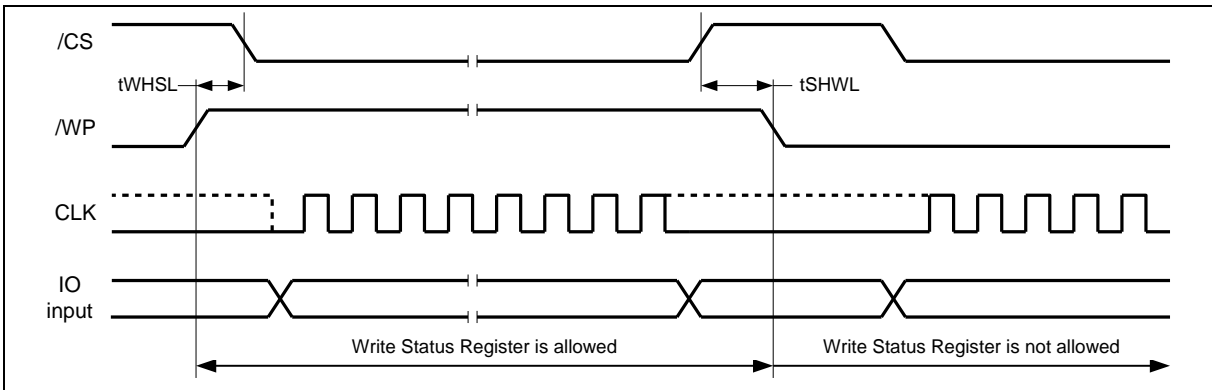 /CS
tWHSL
tSHWL
/WP
CLK
IO
input
Write Status Register is allowed
Write Status Register is not allowed